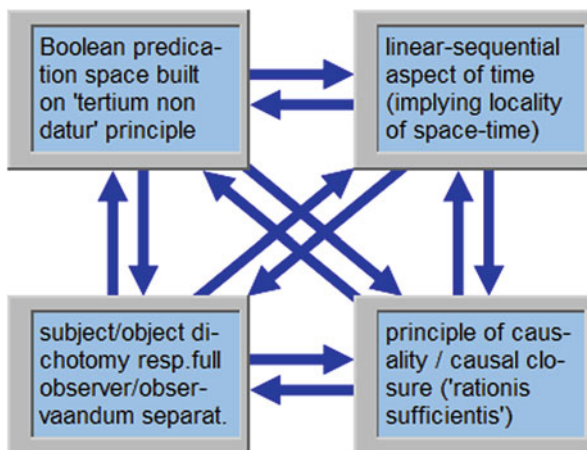 Boolean predica-
tion space built
on 'tertium non
datur' principle
linear-sequential
aspect of time
(implying locality
of space-time)
subject/object di-
chotomy resp.full
observer/obser-
vaandum separat.
principle of caus-
ality / causal clo-
sure ('rationis
sufficientis')